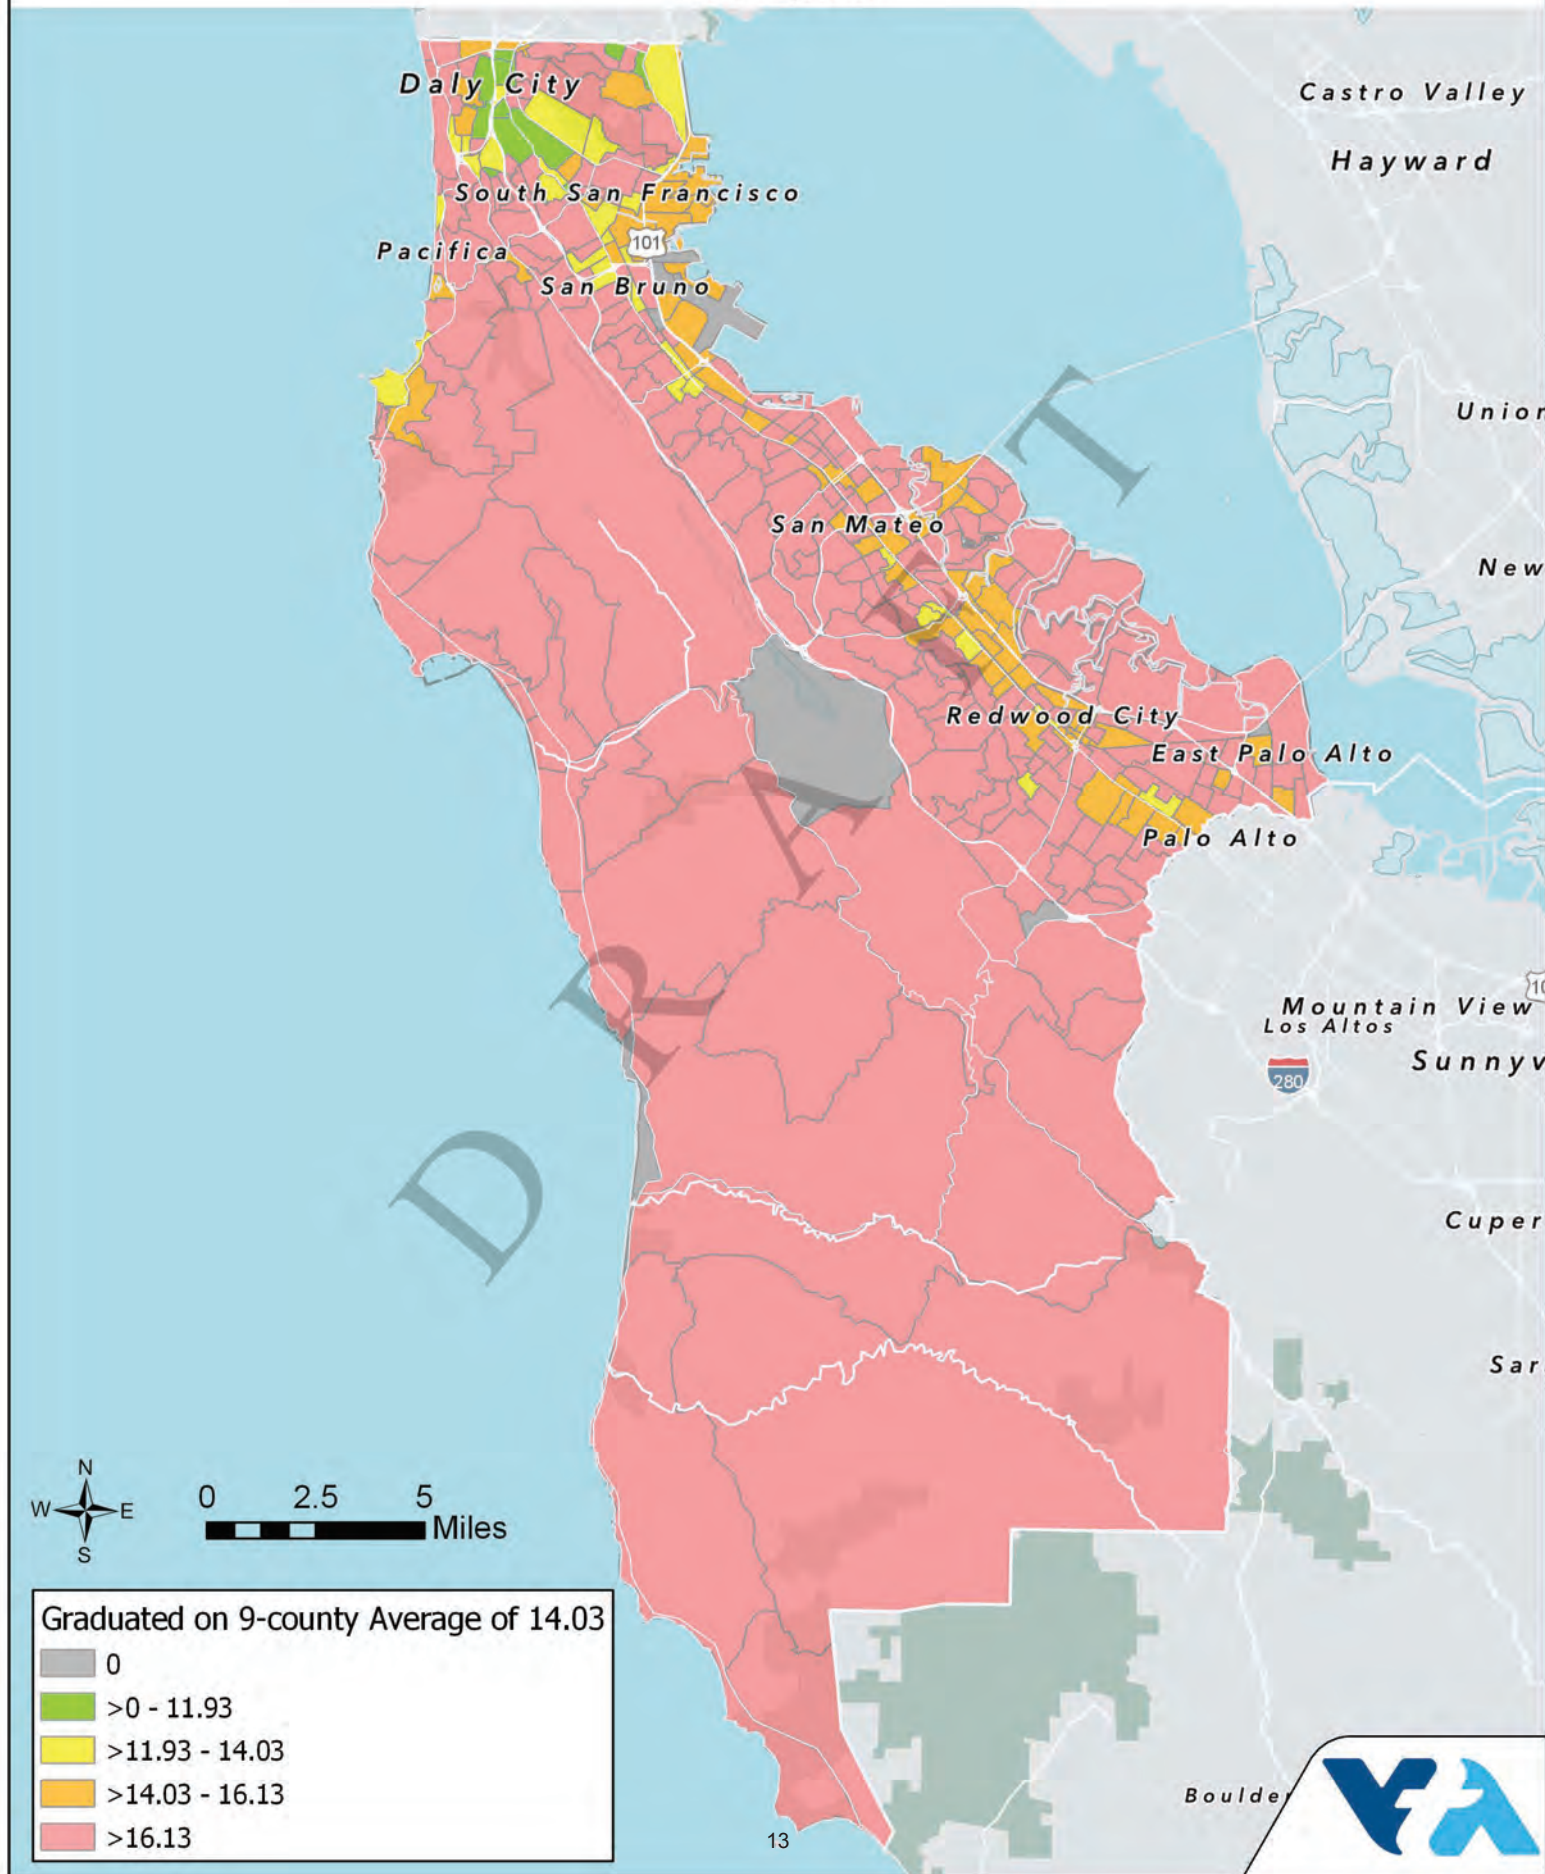 Daly City
Castro Valley
Hayward
South San Francisco
Pacifica
101
San Bruno
Union
San Mateo
New
Redwood City
East Palo Alto
Palo Alto
Mountain View
10
Los Altos
Sunnyv
280
Cuper
Sar
DRAFT
N
W E
S
0 2.5 5
Miles
Graduated on 9-county Average of 14.03
0
>0 - 11.93
>11.93 - 14.03
>14.03 - 16.13
>16.13
13
Boulder
VTA